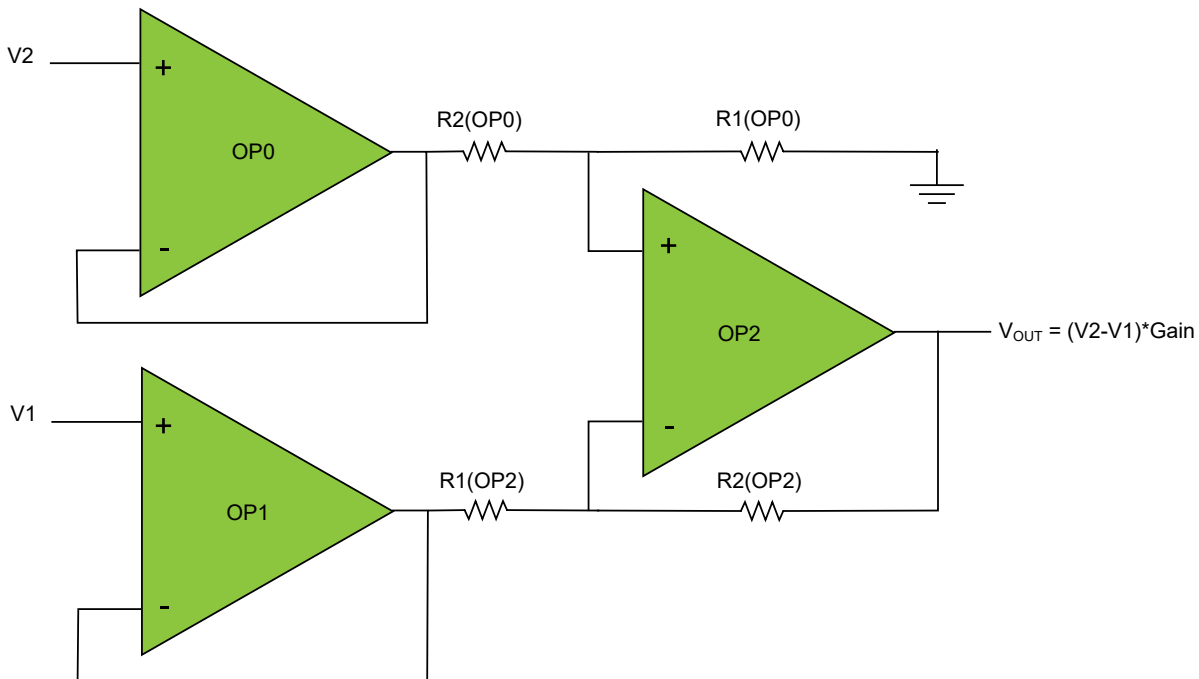 V2
+
OP0
-
R2(OP0)
R1(OP0)
+
OP2
-
VOUT = (V2-V1)*Gain
V1
+
OP1
-
R1(OP2)
R2(OP2)